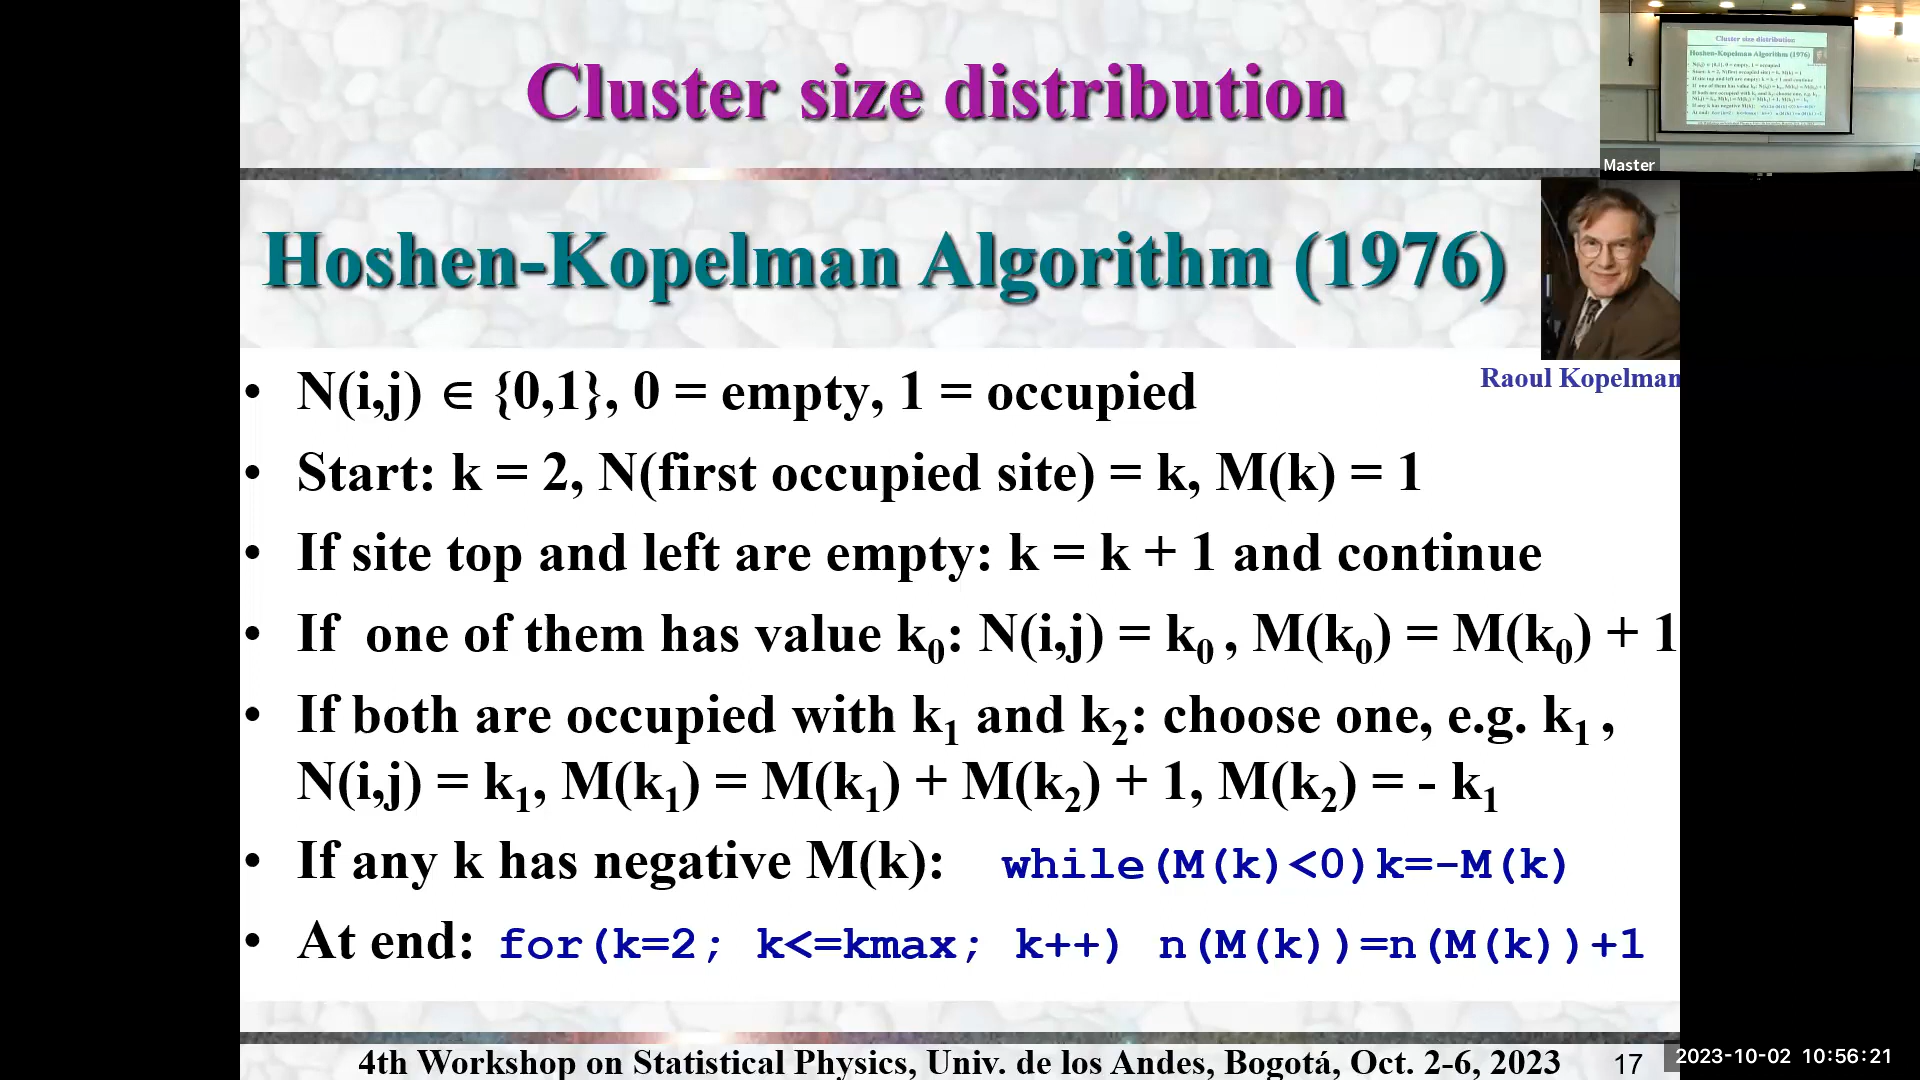 Cluster size distribution
Master
Hoshen-Kopelman Algorithm (1976)
Raoul Kopelman
• N(i,j) ∈ {0,1}, 0 = empty, 1 = occupied
• Start: k = 2, N(first occupied site) = k, M(k) = 1
• If site top and left are empty: k = k + 1 and continue
• If one of them has value k₀: N(i,j) = k₀ , M(k₀) = M(k₀) + 1
• If both are occupied with k₁ and k₂: choose one, e.g. k₁ ,
N(i,j) = k₁, M(k₁) = M(k₁) + M(k₂) + 1, M(k₂) = - k₁
• If any k has negative M(k): while(M(k)<0)k=-M(k)
• At end: for(k=2; k<=kmax; k++) n(M(k))=n(M(k))+1
4th Workshop on Statistical Physics, Univ. de los Andes, Bogotá, Oct. 2-6, 2023 17
2023-10-02 10:56:21